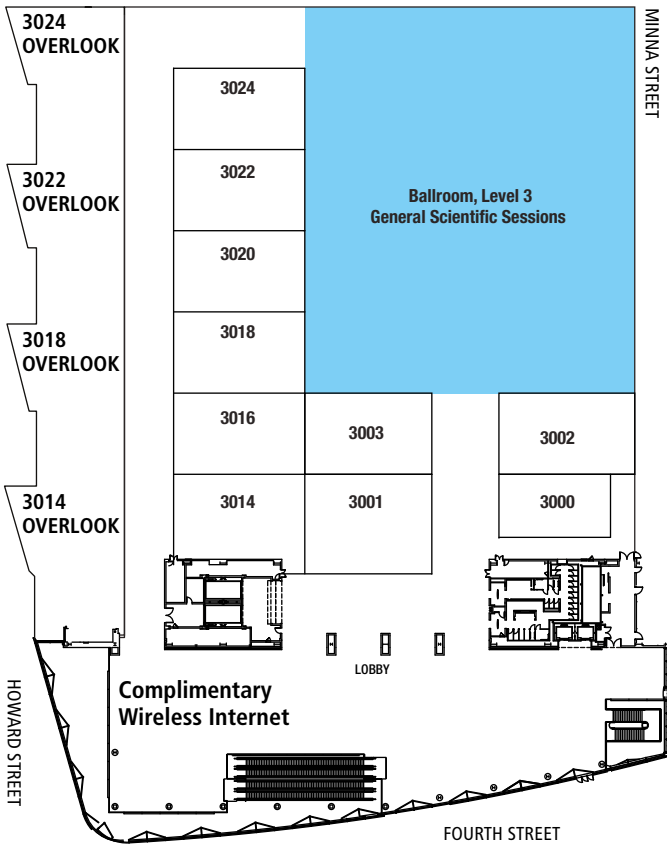 3024
OVERLOOK
MINNA STREET
3024
3022
OVERLOOK
3022
Ballroom, Level 3
General Scientific Sessions
3020
3018
OVERLOOK
3018
3016
3003
3002
3014
OVERLOOK
3014
3001
3000
LOBBY
Complimentary
Wireless Internet
HOWARD STREET
FOURTH STREET